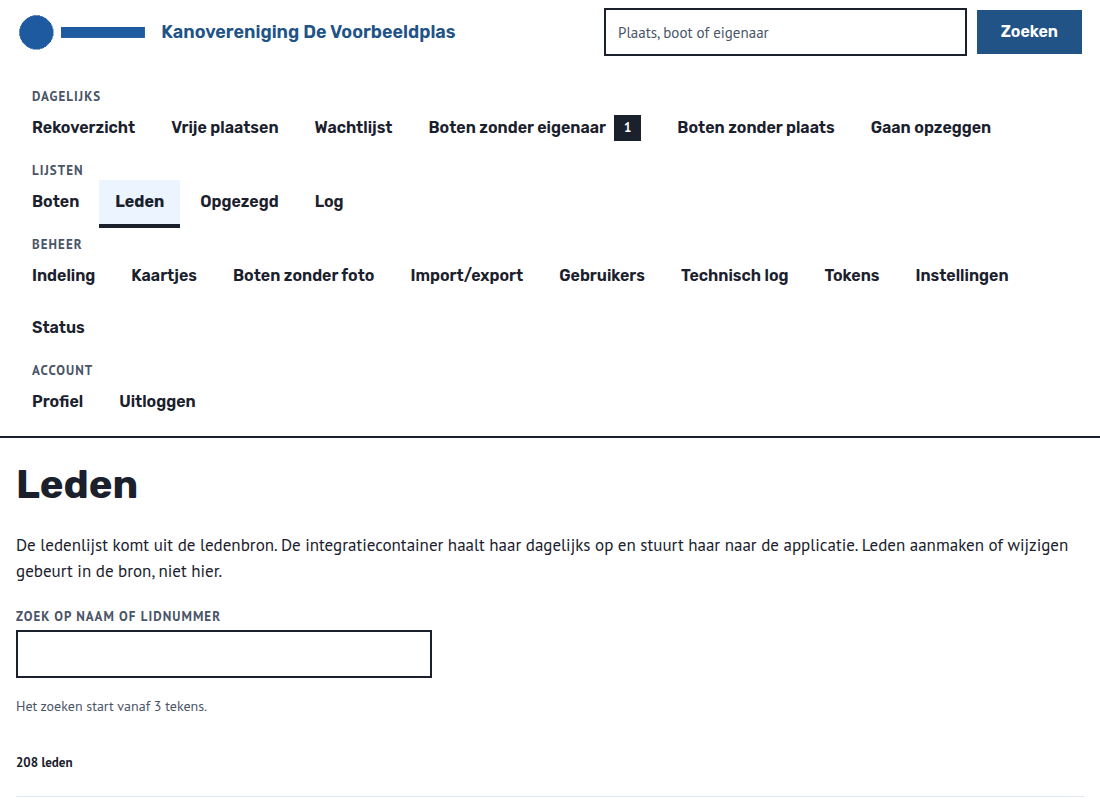 Kanovereniging De Voorbeeldplas
Plaats, boot of eigenaar
Zoeken
DAGELIJKS
Rekoverzicht Vrije plaatsen Wachtlijst Boten zonder eigenaar 1 Boten zonder plaats Gaan opzeggen
LIJSTEN
Boten Leden Opgezegd Log
BEHEER
Indeling Kaartjes Boten zonder foto Import/export Gebruikers Technisch log Tokens Instellingen
Status
ACCOUNT
Profiel Uitloggen
Leden
De ledenlijst komt uit de ledenbron. De integratiecontainer haalt haar dagelijks op en stuurt haar naar de applicatie. Leden aanmaken of wijzigen
gebeurt in de bron, niet hier.
ZOEK OP NAAM OF LIDNUMMER
Het zoeken start vanaf 3 tekens.
208 leden